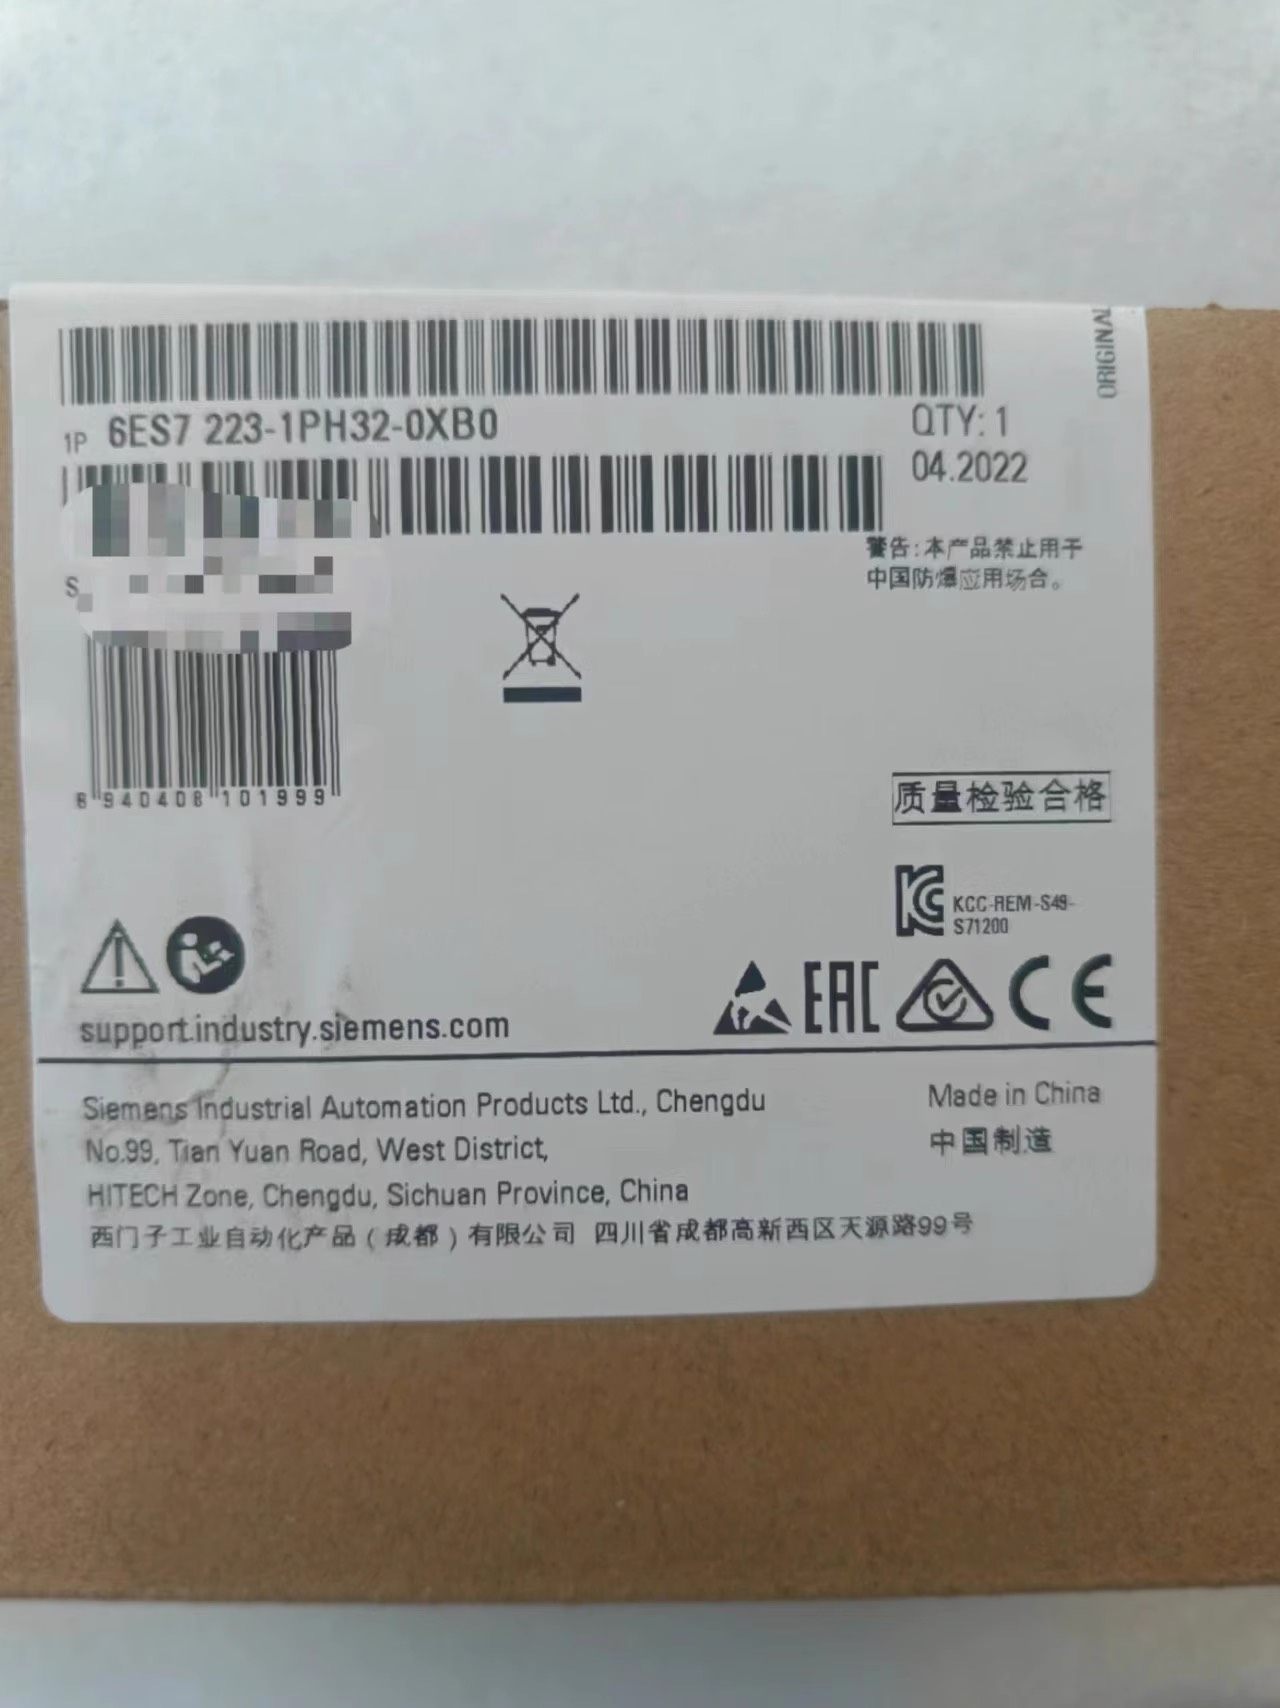 ORIGINA
1P 6ES7 223-1PH32-0XB0
QTY: 1
04.2022
警告:本产品禁止用于
中国防爆应用场合。
S
6 940408 101999
质量检验合格
KCC-REM-S49-
S71200
support.industry.siemens.com
EAC
CE
Siemens Industrial Automation Products Ltd., Chengdu
No.99, Tian Yuan Road, West District,
HITECH Zone, Chengdu, Sichuan Province, China
西门子工业自动化产品(成都)有限公司 四川省成都高新西区天源路99号
Made in China
中国制造